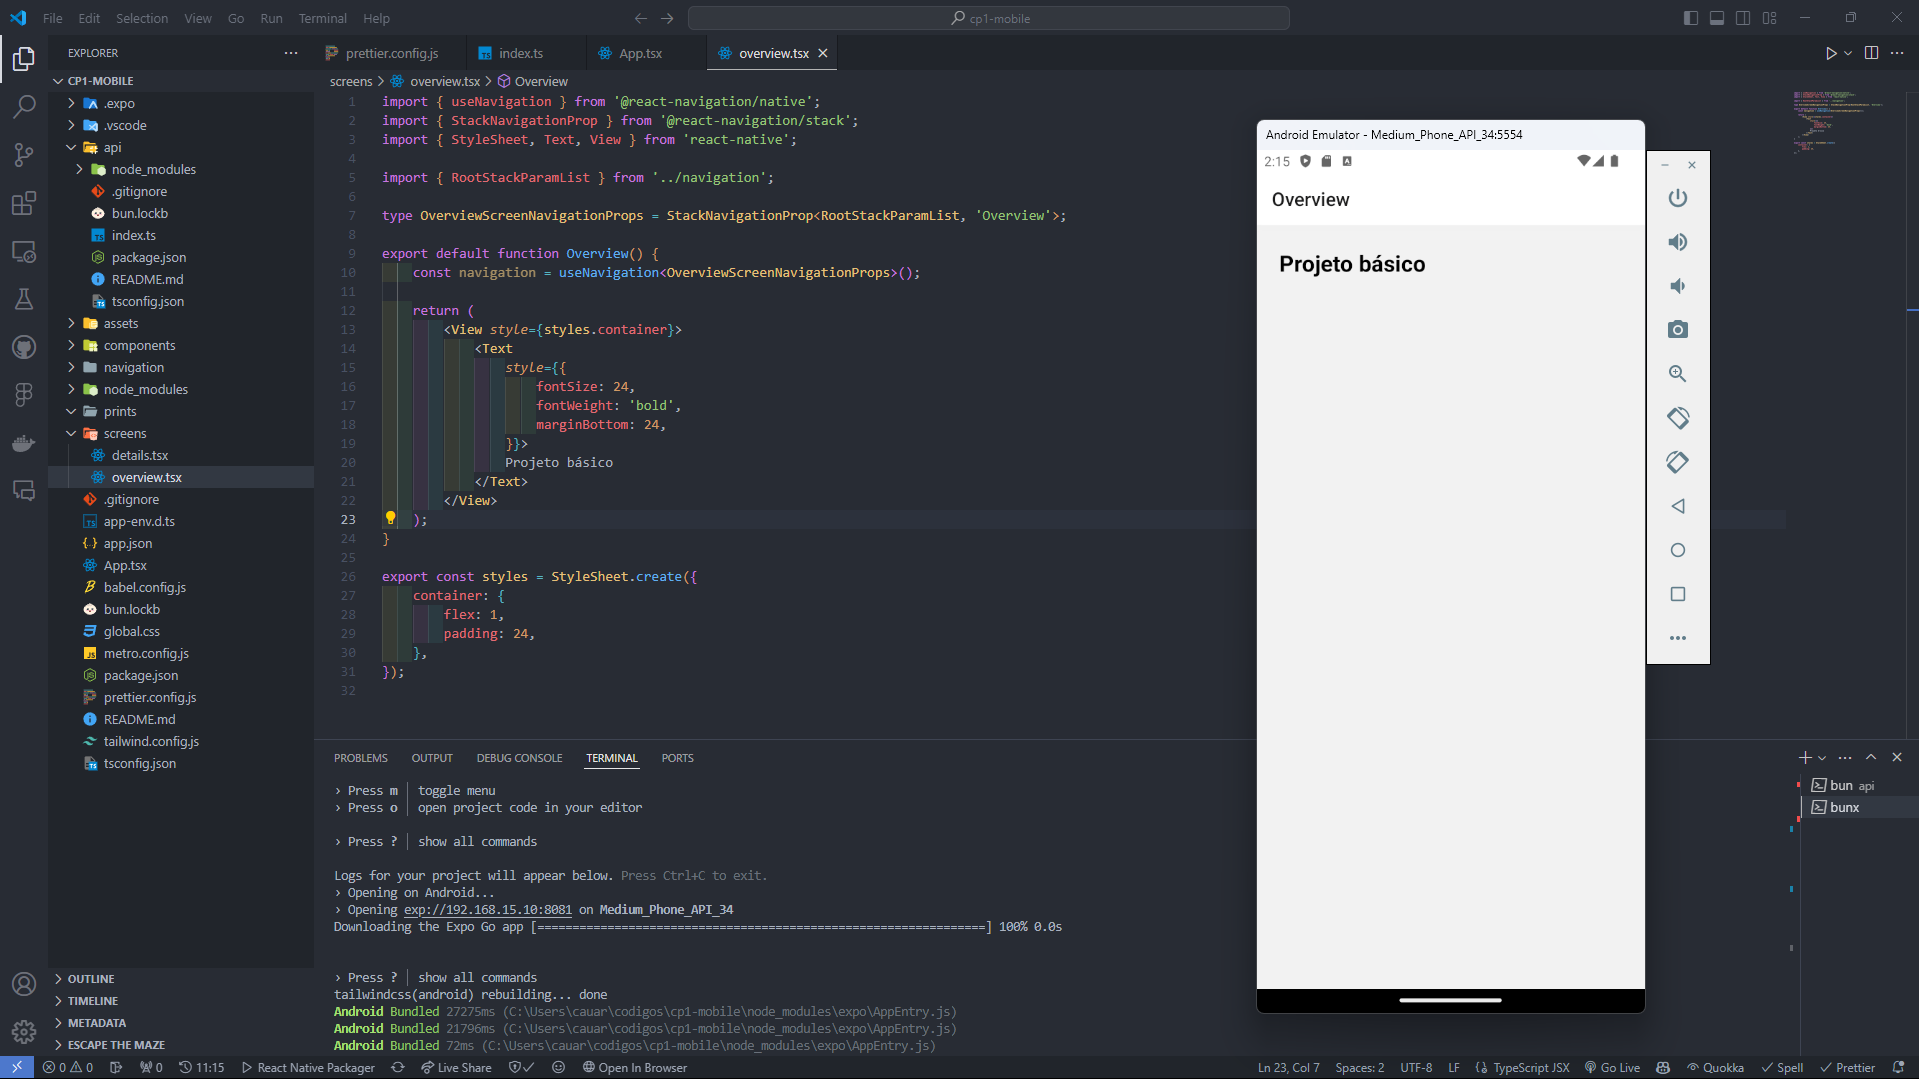 File Edit Selection View Go Run Terminal Help
cp1-mobile
EXPLORER
prettier.config.js
index.ts
App.tsx
overview.tsx
CP1-MOBILE
.expo
.vscode
api
node_modules
.gitignore
bun.lockb
index.ts
package.json
README.md
tsconfig.json
assets
components
navigation
node_modules
prints
screens
details.tsx
overview.tsx
.gitignore
app-env.d.ts
app.json
App.tsx
babel.config.js
bun.lockb
global.css
metro.config.js
package.json
prettier.config.js
README.md
tailwind.config.js
tsconfig.json
OUTLINE
TIMELINE
METADATA
ESCAPE THE MAZE
screens > overview.tsx > Overview
1 import { useNavigation } from '@react-navigation/native';
2 import { StackNavigationProp } from '@react-navigation/stack';
3 import { StyleSheet, Text, View } from 'react-native';
4
5 import { RootStackParamList } from '../navigation';
6
7 type OverviewScreenNavigationProps = StackNavigationProp<RootStackParamList, 'Overview'>;
8
9 export default function Overview() {
10 const navigation = useNavigation<OverviewScreenNavigationProps>();
11
12 return (
13 <View style={styles.container}>
14 <Text
15 style={{
16 fontSize: 24,
17 fontWeight: 'bold',
18 marginBottom: 24,
19 }}>
20 Projeto básico
21 </Text>
22 </View>
23 );
24 }
25
26 export const styles = StyleSheet.create({
27 container: {
28 flex: 1,
29 padding: 24,
30 },
31 });
32
Android Emulator - Medium_Phone_API_34:5554
2:15
Overview
Projeto básico
PROBLEMS OUTPUT DEBUG CONSOLE TERMINAL PORTS
› Press m │ toggle menu
› Press o │ open project code in your editor
› Press ? │ show all commands
Logs for your project will appear below. Press Ctrl+C to exit.
› Opening on Android...
› Opening exp://192.168.15.10:8081 on Medium_Phone_API_34
Downloading the Expo Go app [================================================================] 100% 0.0s
› Press ? │ show all commands
tailwindcss(android) rebuilding... done
Android Bundled 27275ms (C:\Users\cauar\codigos\cp1-mobile\node_modules\expo\AppEntry.js)
Android Bundled 21796ms (C:\Users\cauar\codigos\cp1-mobile\node_modules\expo\AppEntry.js)
Android Bundled 72ms (C:\Users\cauar\codigos\cp1-mobile\node_modules\expo\AppEntry.js)
bun api
bunx
0 0 0 11:15 React Native Packager Live Share Open In Browser Ln 23, Col 7 Spaces: 2 UTF-8 LF TypeScript JSX Go Live Quokka Spell Prettier